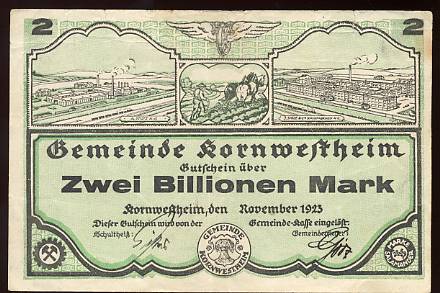 2 2
Gemeinde Kornwestheim
Gutschein über
Zwei Billionen Mark
Kornwestheim, den November 1923
Dieser Gutschein wird von der Gemeinde-Kasse eingelöst:
Schultheiß: Gemeindepfleger:
GEMEINDE
KORNWESTHEIM